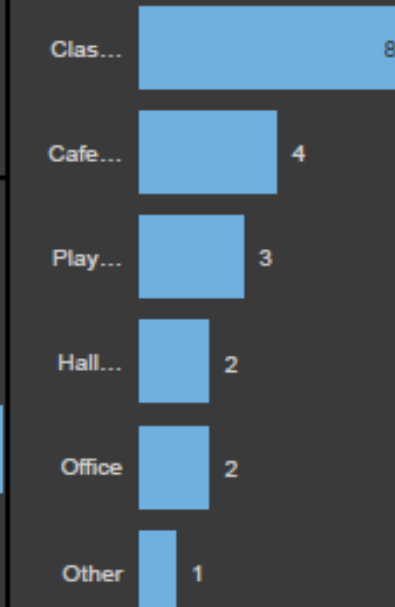 Clas... 8
Cafe... 4
Play... 3
Hall... 2
Office 2
Other 1